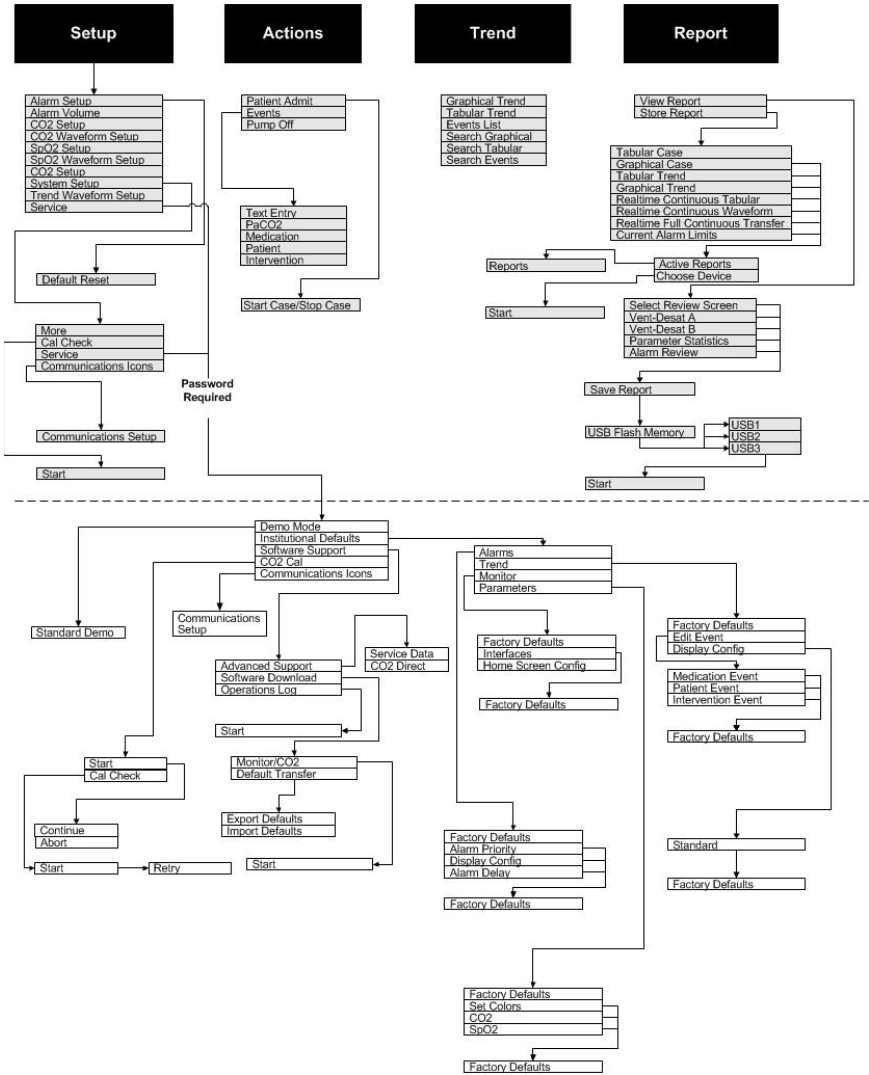 Setup
Actions
Trend
Report
Alarm Setup
Alarm Volume
CO2 Setup
CO2 Waveform Setup
SpO2 Setup
SpO2 Waveform Setup
CO2 Setup
System Setup
Trend Waveform Setup
Service
Default Reset
More
Cal Check
Service
Communications Icons
Communications Setup
Start
Password
Required
Patient Admit
Events
Pump Off
Text Entry
PaCO2
Medication
Patient
Intervention
Start Case/Stop Case
Graphical Trend
Tabular Trend
Events List
Search Graphical
Search Tabular
Search Events
View Report
Store Report
Tabular Case
Graphical Case
Tabular Trend
Graphical Trend
Realtime Continuous Tabular
Realtime Continuous Waveform
Realtime Full Continuous Transfer
Current Alarm Limits
Reports
Active Reports
Choose Device
Start
Select Review Screen
Vent-Desat A
Vent-Desat B
Parameter Statistics
Alarm Review
Save Report
USB Flash Memory
USB1
USB2
USB3
Start
Demo Mode
Institutional Defaults
Software Support
CO2 Cal
Communications Icons
Standard Demo
Communications
Setup
Service Data
CO2 Direct
Advanced Support
Software Download
Operations Log
Start
Monitor/CO2
Default Transfer
Export Defaults
Import Defaults
Start
Start
Cal Check
Continue
Abort
Start
Retry
Alarms
Trend
Monitor
Parameters
Factory Defaults
Interfaces
Home Screen Config
Factory Defaults
Factory Defaults
Edit Event
Display Config
Medication Event
Patient Event
Intervention Event
Factory Defaults
Standard
Factory Defaults
Factory Defaults
Alarm Priority
Display Config
Alarm Delay
Factory Defaults
Factory Defaults
Set Colors
CO2
SpO2
Factory Defaults